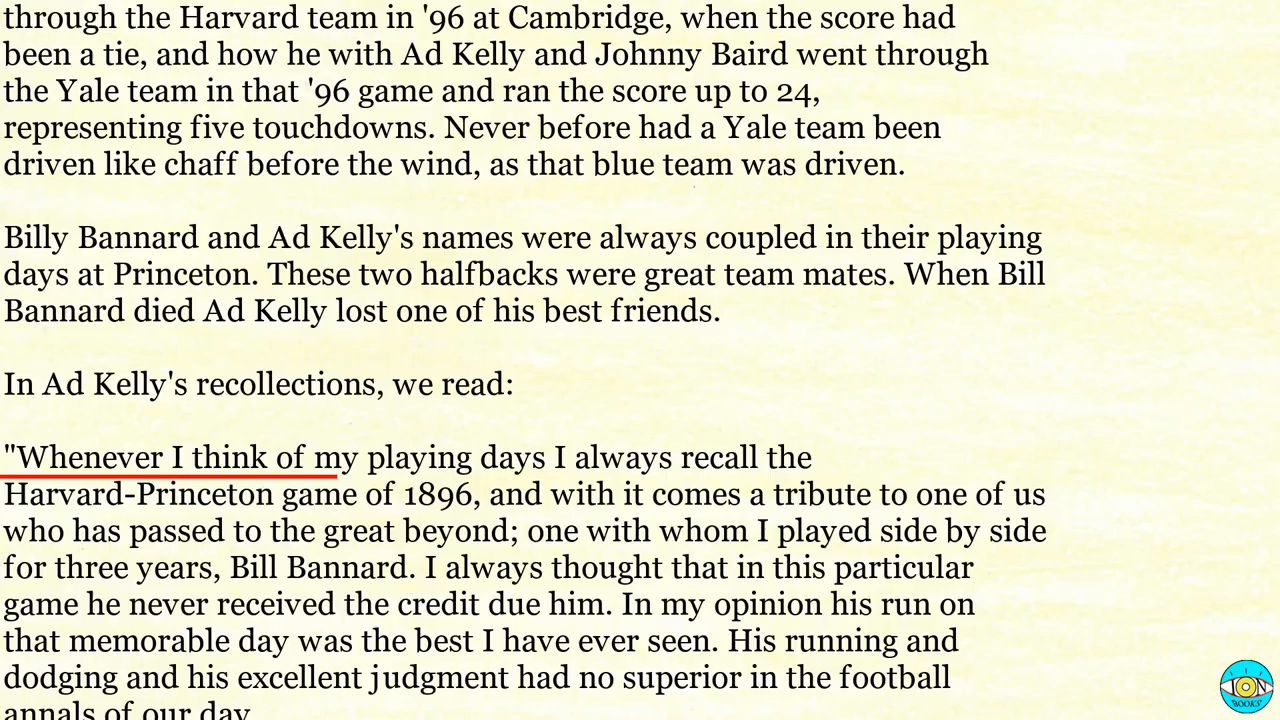 through the Harvard team in '96 at Cambridge, when the score had
been a tie, and how he with Ad Kelly and Johnny Baird went through
the Yale team in that '96 game and ran the score up to 24,
representing five touchdowns. Never before had a Yale team been
driven like chaff before the wind, as that blue team was driven.
Billy Bannard and Ad Kelly's names were always coupled in their playing
days at Princeton. These two halfbacks were great team mates. When Bill
Bannard died Ad Kelly lost one of his best friends.
In Ad Kelly's recollections, we read:
"Whenever I think of my playing days I always recall the
Harvard-Princeton game of 1896, and with it comes a tribute to one of us
who has passed to the great beyond; one with whom I played side by side
for three years, Bill Bannard. I always thought that in this particular
game he never received the credit due him. In my opinion his run on
that memorable day was the best I have ever seen. His running and
dodging and his excellent judgment had no superior in the football
annals of our day.
ION
BOOKS